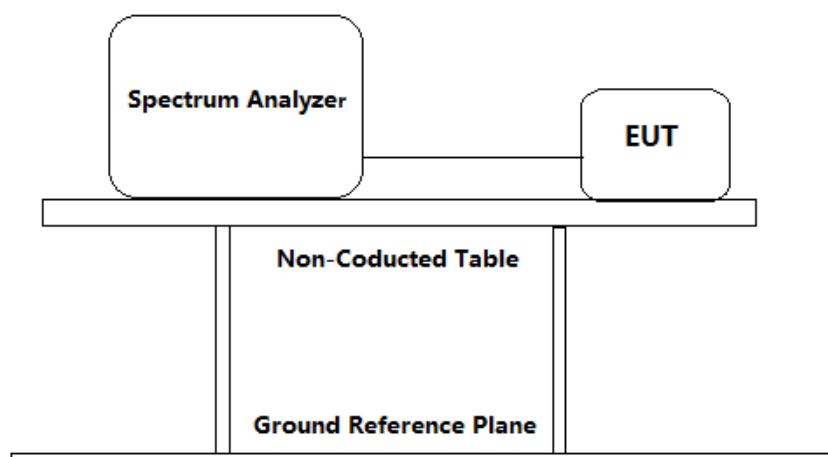 Spectrum Analyzer
EUT
Non-Coducted Table
Ground Reference Plane